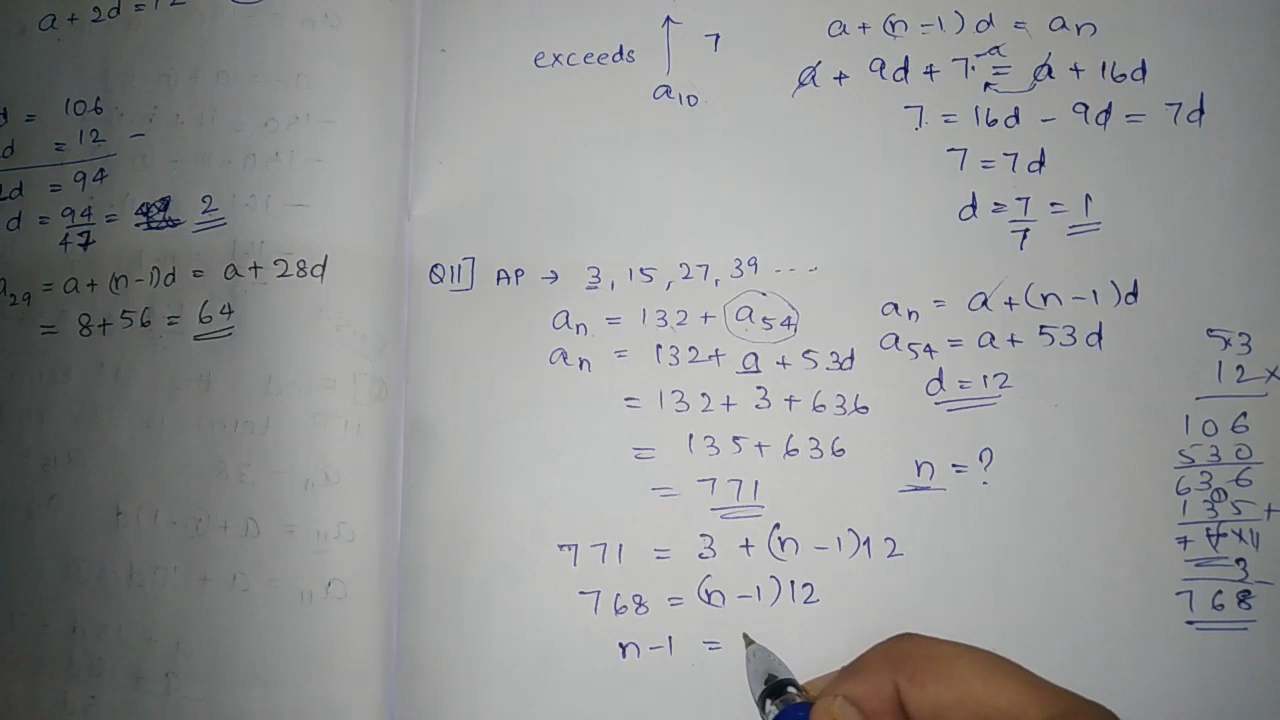 a + 2d = 12
d = 106
d = 12 -
2d = 94
d = 94/47 = 2
a29 = a+(n-1)d = a+28d
= 8+56 = 64
exceeds ↑ 7
a10
a+(n-1)d = an
a + 9d + 7 = a + 16d
7 = 16d - 9d = 7d
7 = 7d
d = 7/7 = 1
Q11] AP → 3, 15, 27, 39 ....
an = 132 + a54
an = 132 + a + 53d
= 132 + 3 + 636
= 135 + 636
= 771
771 = 3 + (n-1)12
768 = (n-1)12
n-1 =
an = a+(n-1)d
a54 = a + 53d
d = 12
n = ?
53
12 ×
106
530
636
135 +
3 -
768